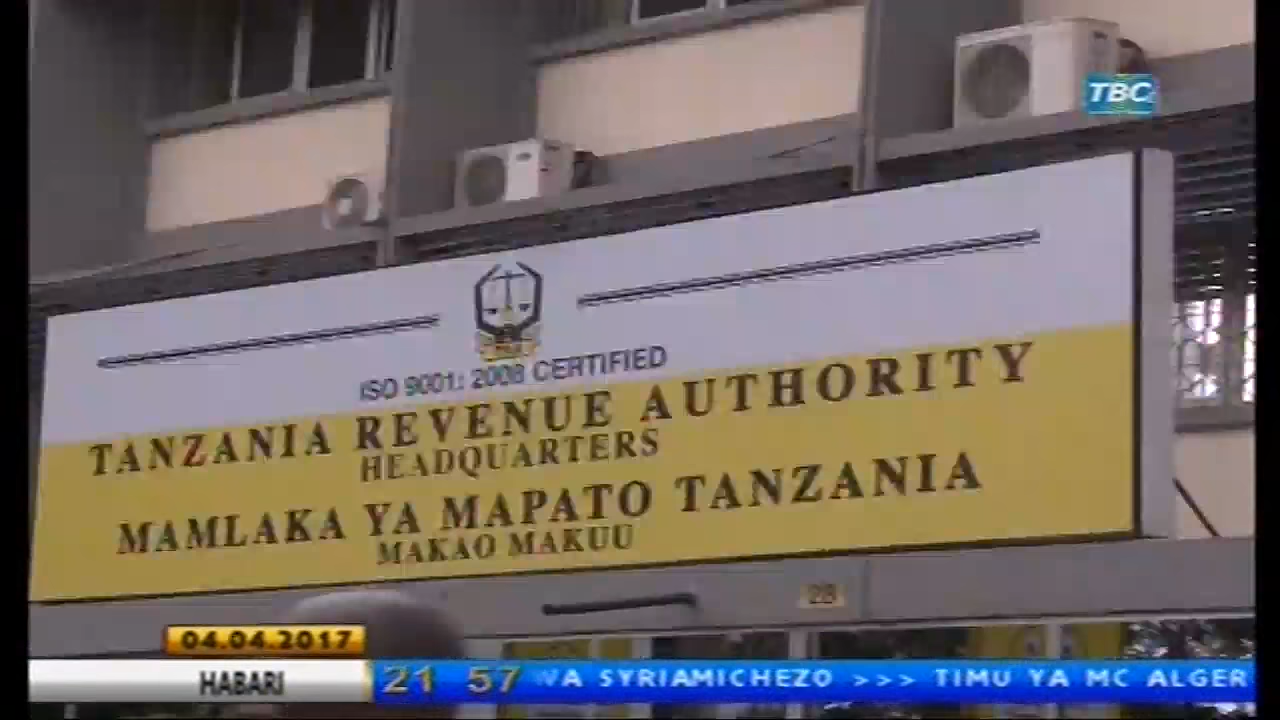 TBC
ISO 9001: 2008 CERTIFIED
TANZANIA REVENUE AUTHORITY
HEADQUARTERS
MAMLAKA YA MAPATO TANZANIA
MAKAO MAKUU
28
04.04.2017
HABARI
21 57
WA SYRIAMICHEZO >>> TIMU YA MC ALGER